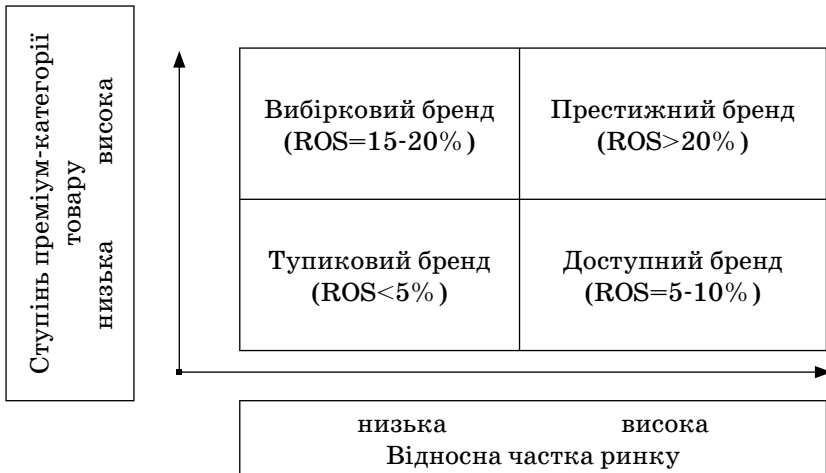 Ступінь преміум-категорії
товару
низька висока
Вибірковий бренд
(ROS=15-20%)
Престижний бренд
(ROS>20%)
Тупиковий бренд
(ROS<5%)
Доступний бренд
(ROS=5-10%)
низька висока
Відносна частка ринку